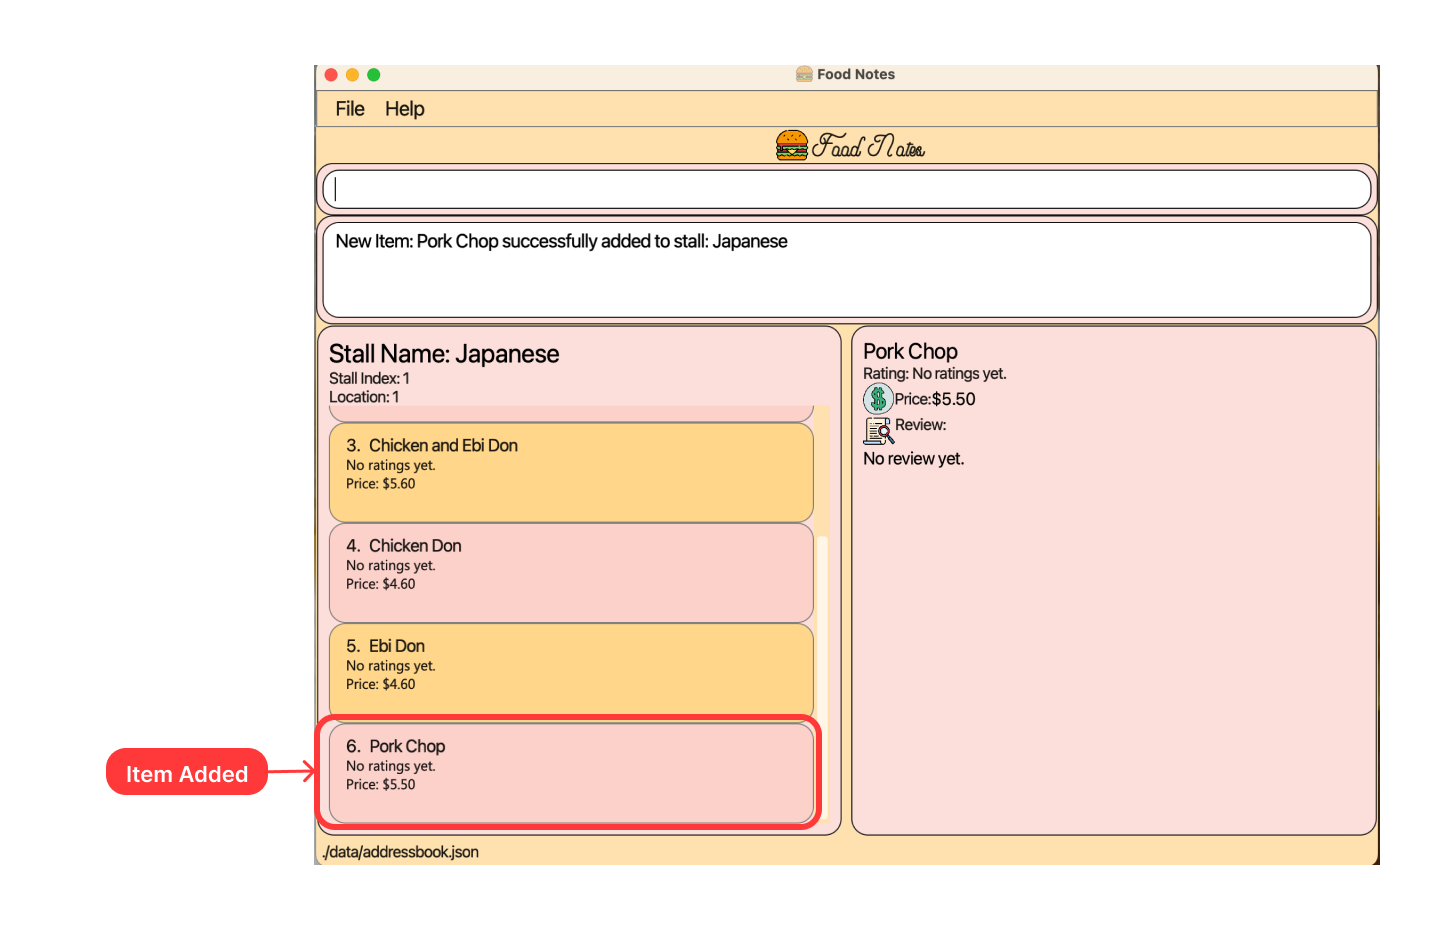 Food Notes
File Help
Food Notes
New Item: Pork Chop successfully added to stall: Japanese
Stall Name: Japanese
Stall Index: 1
Location: 1
3. Chicken and Ebi Don
No ratings yet.
Price: $5.60
4. Chicken Don
No ratings yet.
Price: $4.60
5. Ebi Don
No ratings yet.
Price: $4.60
6. Pork Chop
No ratings yet.
Price: $5.50
Item Added
Pork Chop
Rating: No ratings yet.
Price:$5.50
Review:
No review yet.
./data/addressbook.json